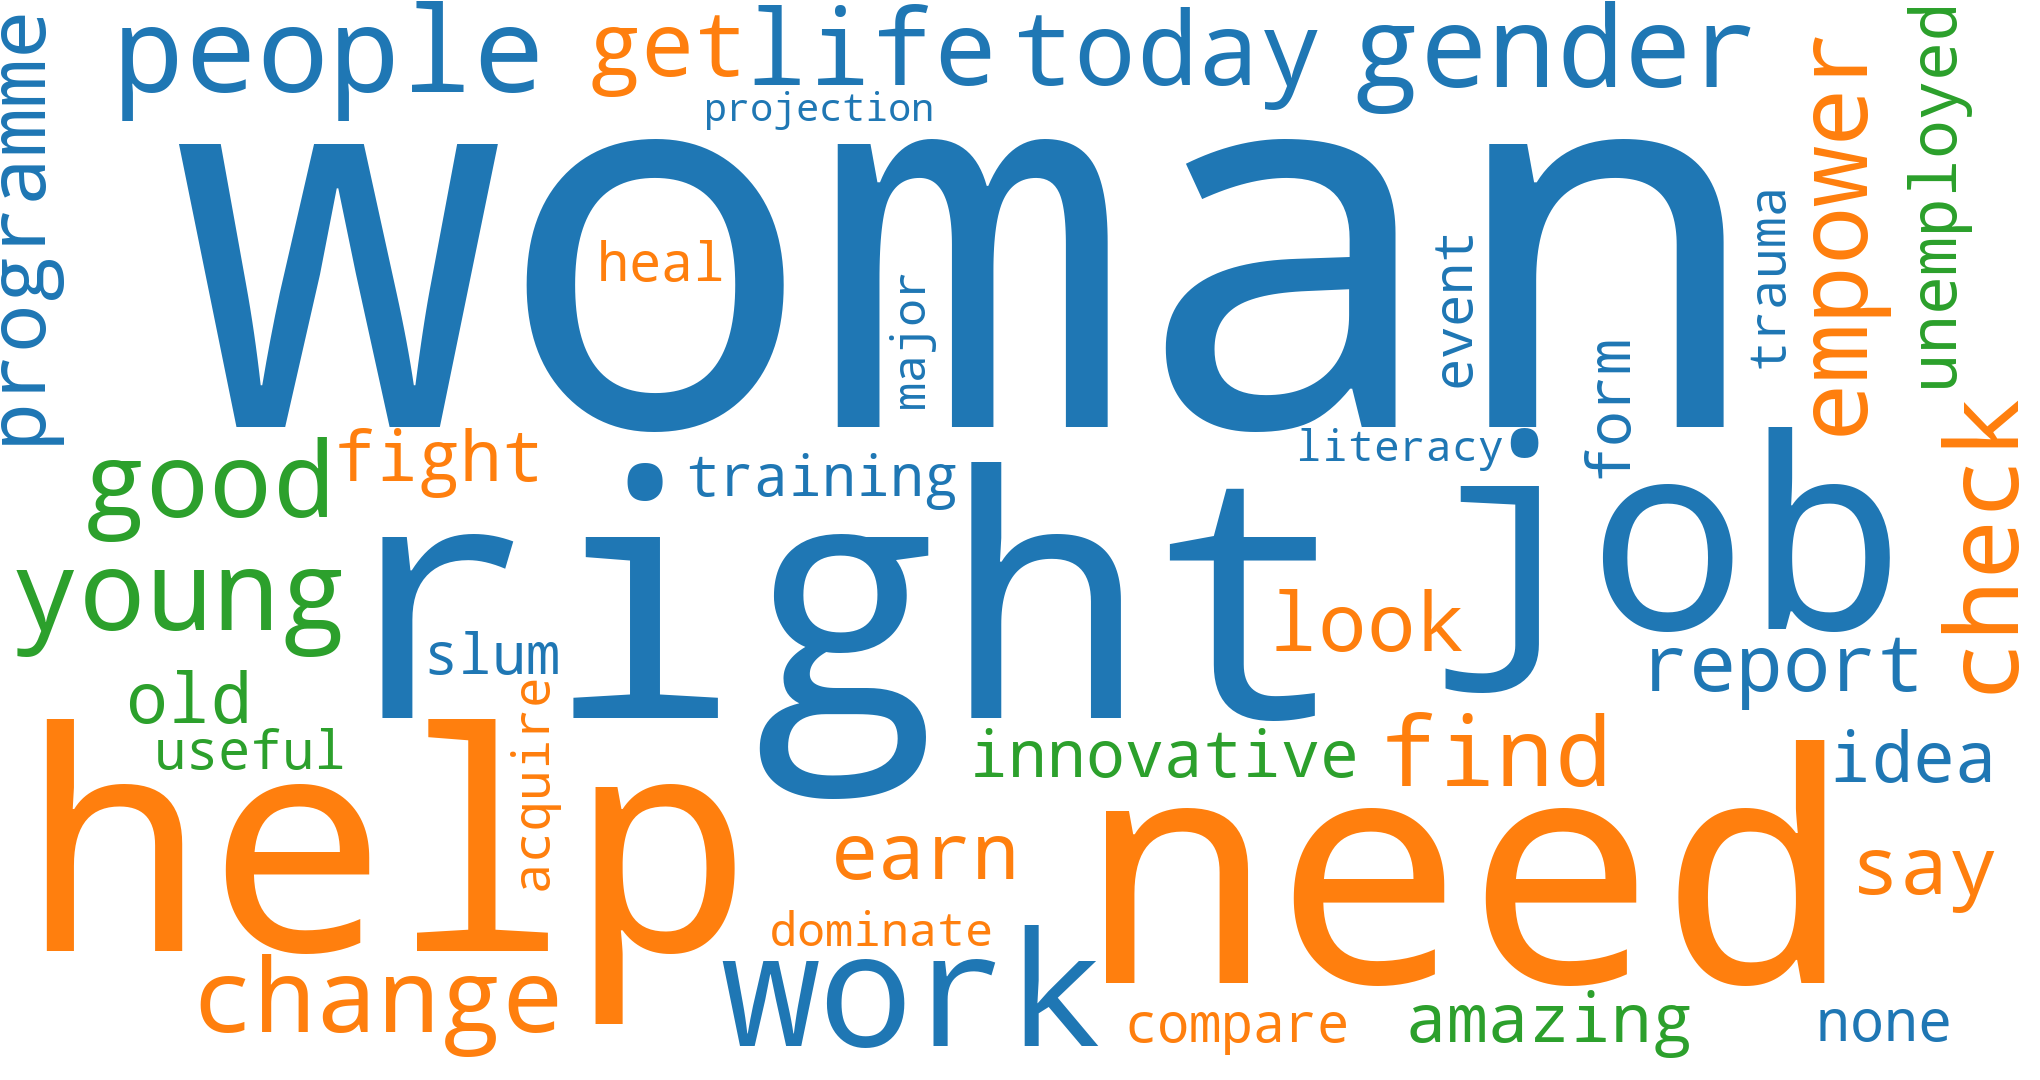 people
get
life
today
gender
projection
programme
woman
heal
major
event
trauma
empower
unemployed
form
check
good
fight
training
literacy
right
job
young
look
slum
report
old
useful
acquire
help
innovative
find
idea
need
earn
say
dominate
work
change
compare
amazing
none